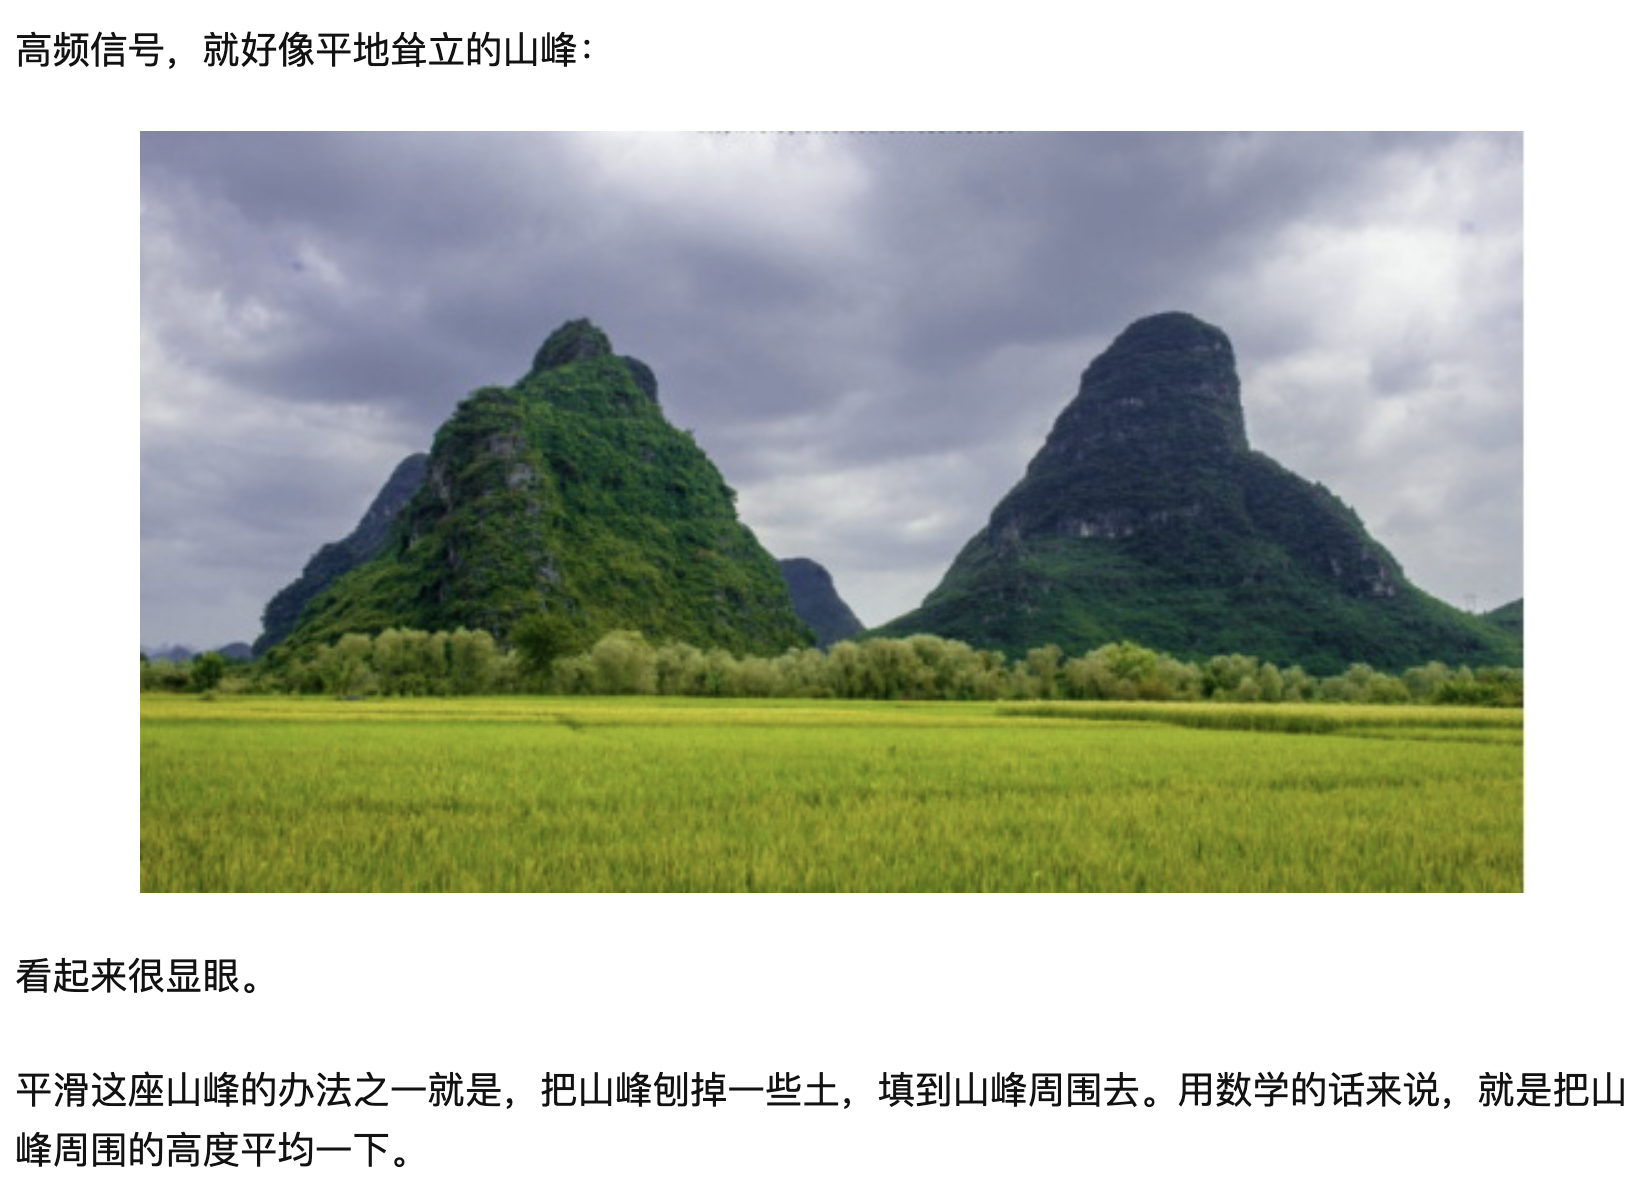 高频信号，就好像平地耸立的山峰：
看起来很显眼。
平滑这座山峰的办法之一就是，把山峰刨掉一些土，填到山峰周围去。用数学的话来说，就是把山
峰周围的高度平均一下。